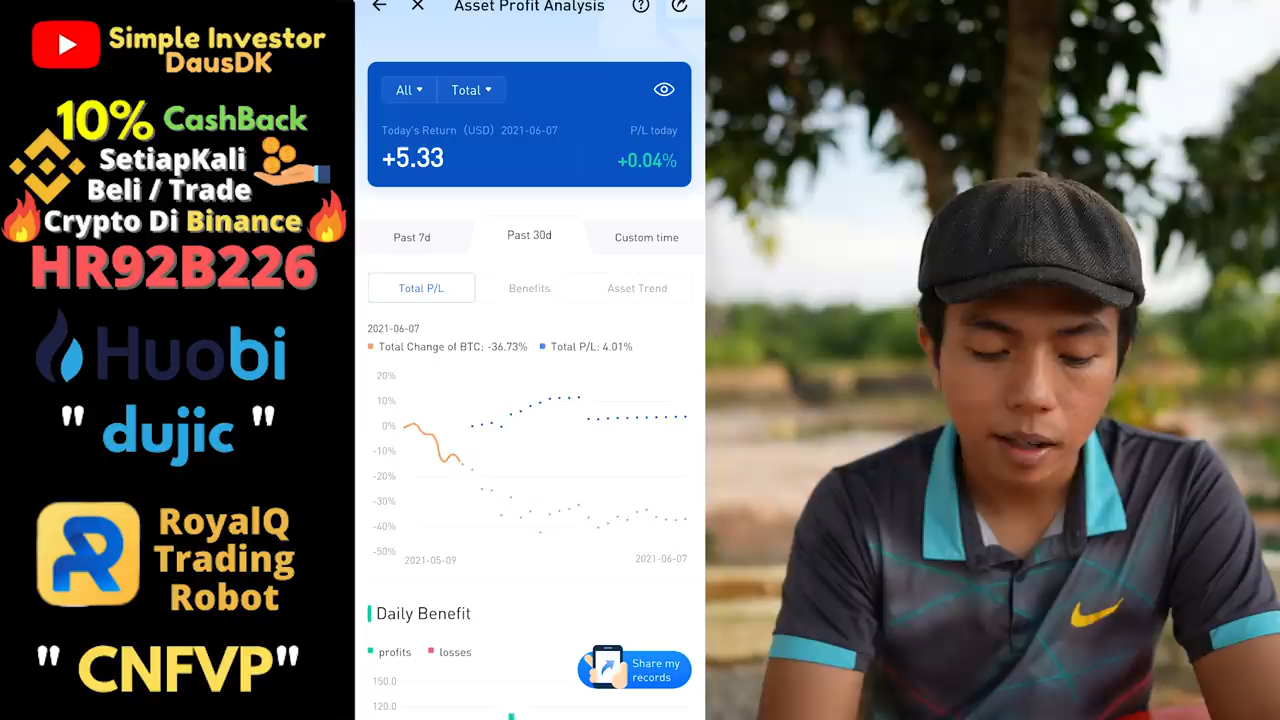 Simple Investor
DausDK
10% CashBack
SetiapKali
Beli / Trade
Crypto Di Binance
HR92B226
Huobi
" dujic "
RoyalQ
Trading
Robot
" CNFVP"
Asset Profit Analysis
All
Total
Today's Return (USD) 2021-06-07
P/L today
+5.33
+0.04%
Past 7d
Past 30d
Custom time
Total P/L
Benefits
Asset Trend
2021-06-07
Total Change of BTC: -36.73%
Total P/L: 4.01%
20%
10%
0%
-10%
-20%
-30%
-40%
-50%
2021-05-09
2021-06-07
Daily Benefit
profits
losses
Share my
records
150.0
120.0